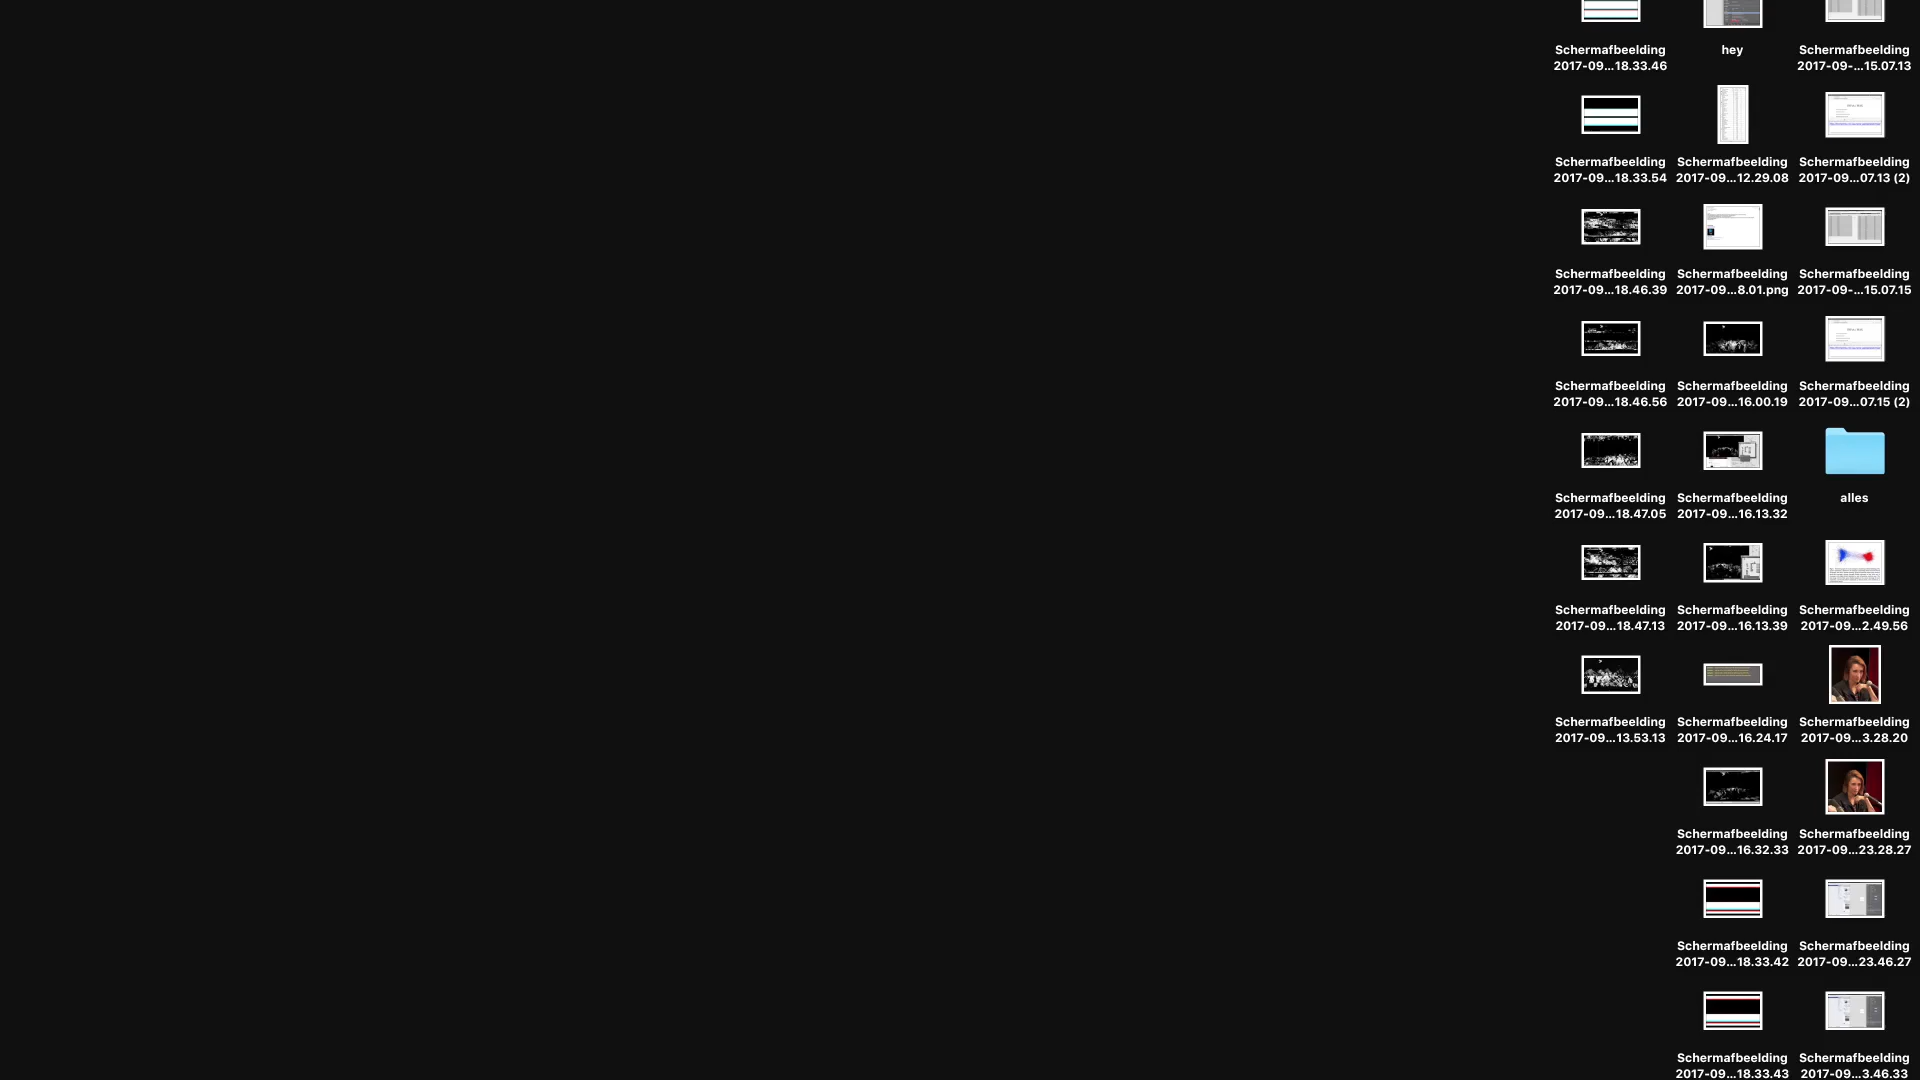 Schermafbeelding
2017-09...18.33.46
hey
Schermafbeelding
2017-09-...15.07.13
Schermafbeelding
2017-09...18.33.54
Schermafbeelding
2017-09...12.29.08
Schermafbeelding
2017-09...07.13 (2)
Schermafbeelding
2017-09...18.46.39
Schermafbeelding
2017-09...8.01.png
Schermafbeelding
2017-09-...15.07.15
Schermafbeelding
2017-09...18.46.56
Schermafbeelding
2017-09...16.00.19
Schermafbeelding
2017-09...07.15 (2)
Schermafbeelding
2017-09...18.47.05
Schermafbeelding
2017-09...16.13.32
alles
Schermafbeelding
2017-09...18.47.13
Schermafbeelding
2017-09...16.13.39
Schermafbeelding
2017-09...2.49.56
Schermafbeelding
2017-09...13.53.13
Schermafbeelding
2017-09...16.24.17
Schermafbeelding
2017-09...3.28.20
Schermafbeelding
2017-09...16.32.33
Schermafbeelding
2017-09...23.28.27
Schermafbeelding
2017-09...18.33.42
Schermafbeelding
2017-09...23.46.27
Schermafbeelding
2017-09...18.33.43
Schermafbeelding
2017-09...3.46.33